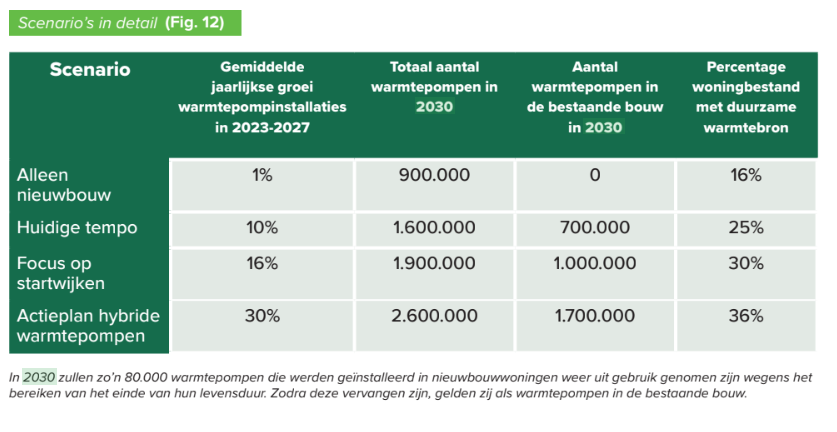 Scenario's in detail (Fig. 12)
Scenario
Gemiddelde
jaarlijkse groei
warmtepompinstallaties
in 2023-2027
Totaal aantal
warmtepompen in
2030
Aantal
warmtepompen in
de bestaande bouw
in 2030
Percentage
woningbestand
met duurzame
warmtebron
Alleen
nieuwbouw
1%
900.000
0
16%
Huidige tempo
10%
1.600.000
700.000
25%
Focus op
startwijken
16%
1.900.000
1.000.000
30%
Actieplan hybride
warmtepompen
30%
2.600.000
1.700.000
36%
In 2030 zullen zo'n 80.000 warmtepompen die werden geïnstalleerd in nieuwbouwwoningen weer uit gebruik genomen zijn wegens het
bereiken van het einde van hun levensduur. Zodra deze vervangen zijn, gelden zij als warmtepompen in de bestaande bouw.